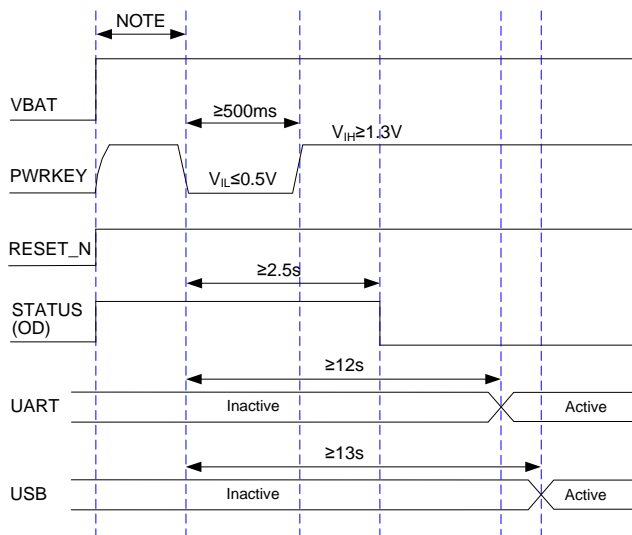 NOTE
VBAT
≥500ms
VIH≥1.3V
PWRKEY
VIL≤0.5V
RESET_N
≥2.5s
STATUS
(OD)
≥12s
UART
Inactive
Active
≥13s
USB
Inactive
Active